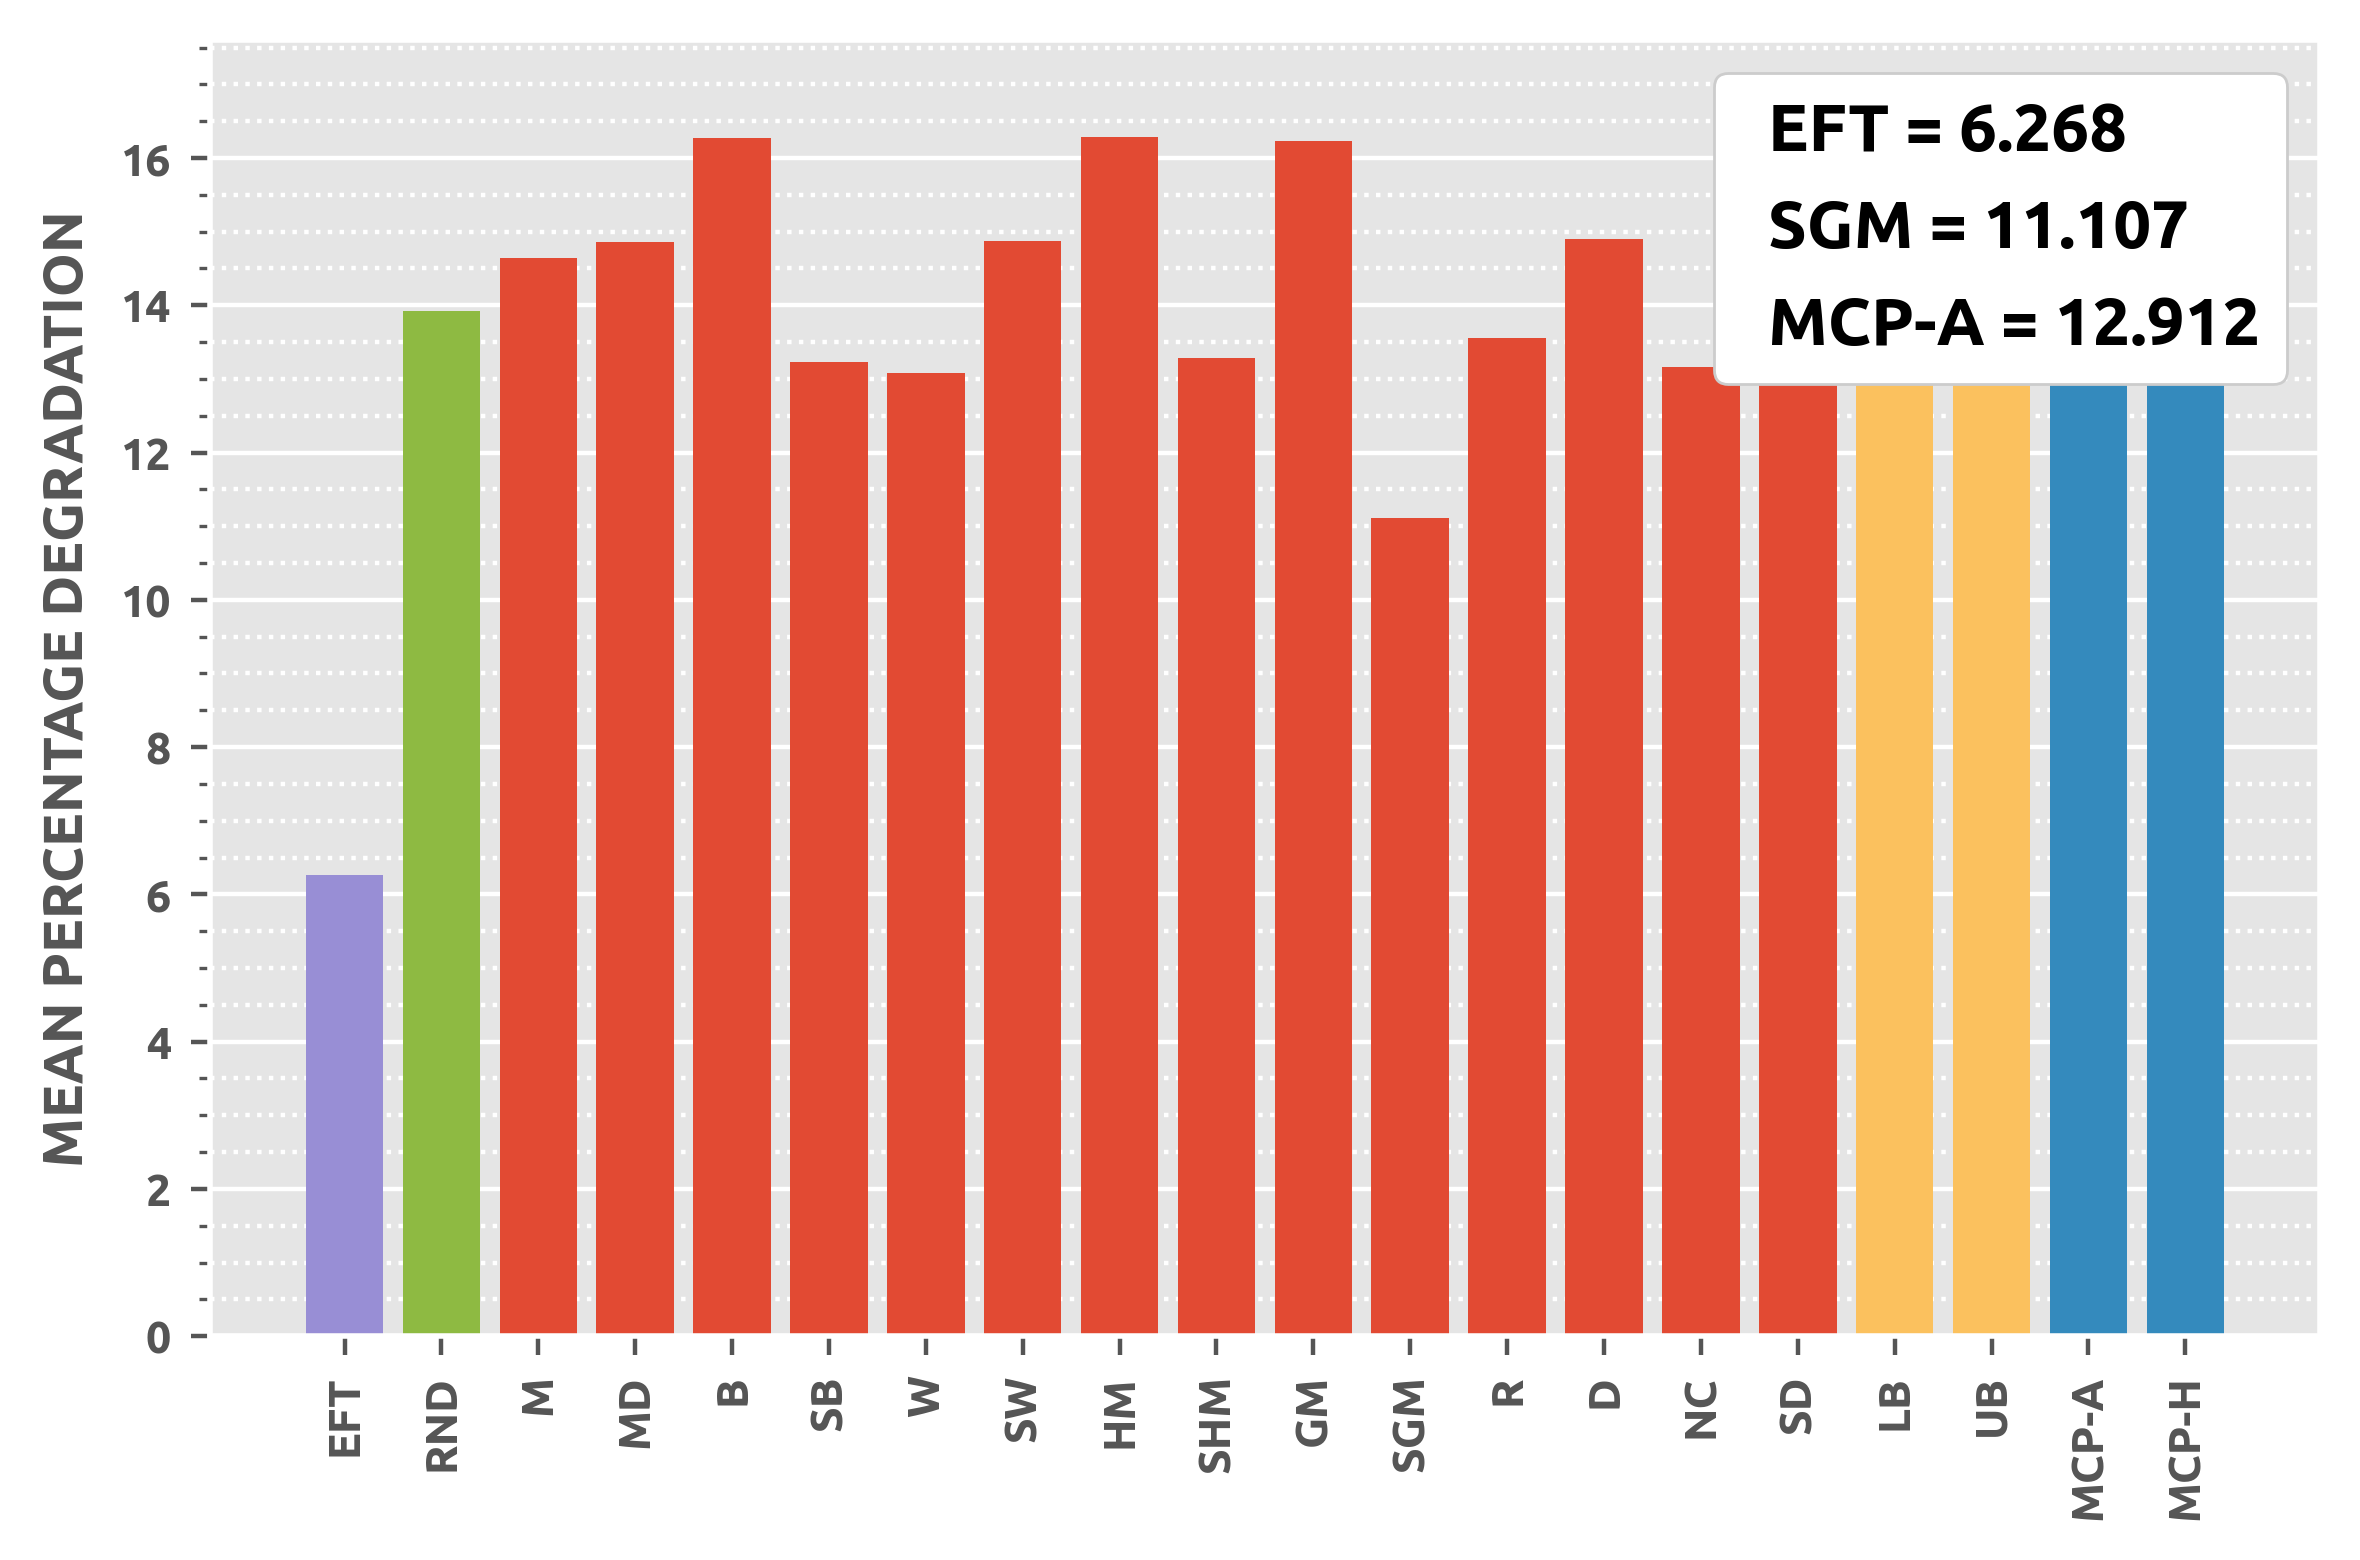 MEAN PERCENTAGE DEGRADATION
16
14
12
10
8
6
4
2
0
EFT = 6.268
SGM = 11.107
MCP-A = 12.912
EFT
RND
M
MD
B
SB
W
SW
HM
SHM
GM
SGM
R
D
NC
SD
LB
UB
MCP-A
MCP-H